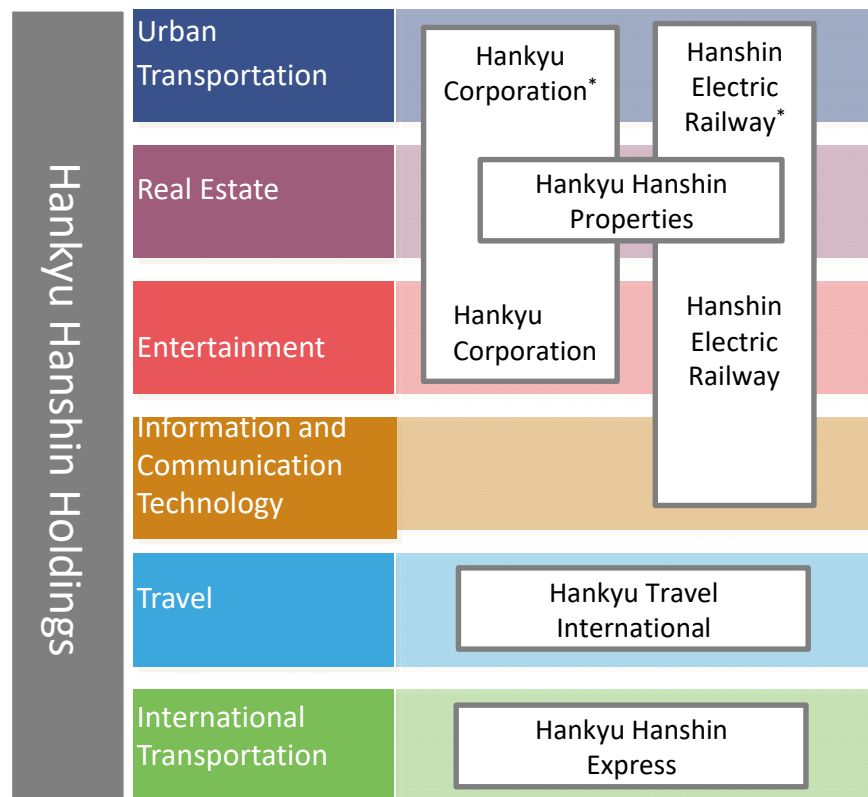 Hankyu Hanshin Holdings
Urban
Transportation
Hankyu
Corporation*
Hanshin
Electric
Railway*
Real Estate
Hankyu Hanshin
Properties
Entertainment
Hankyu
Corporation
Hanshin
Electric
Railway
Information and
Communication
Technology
Travel
Hankyu Travel
International
International
Transportation
Hankyu Hanshin
Express